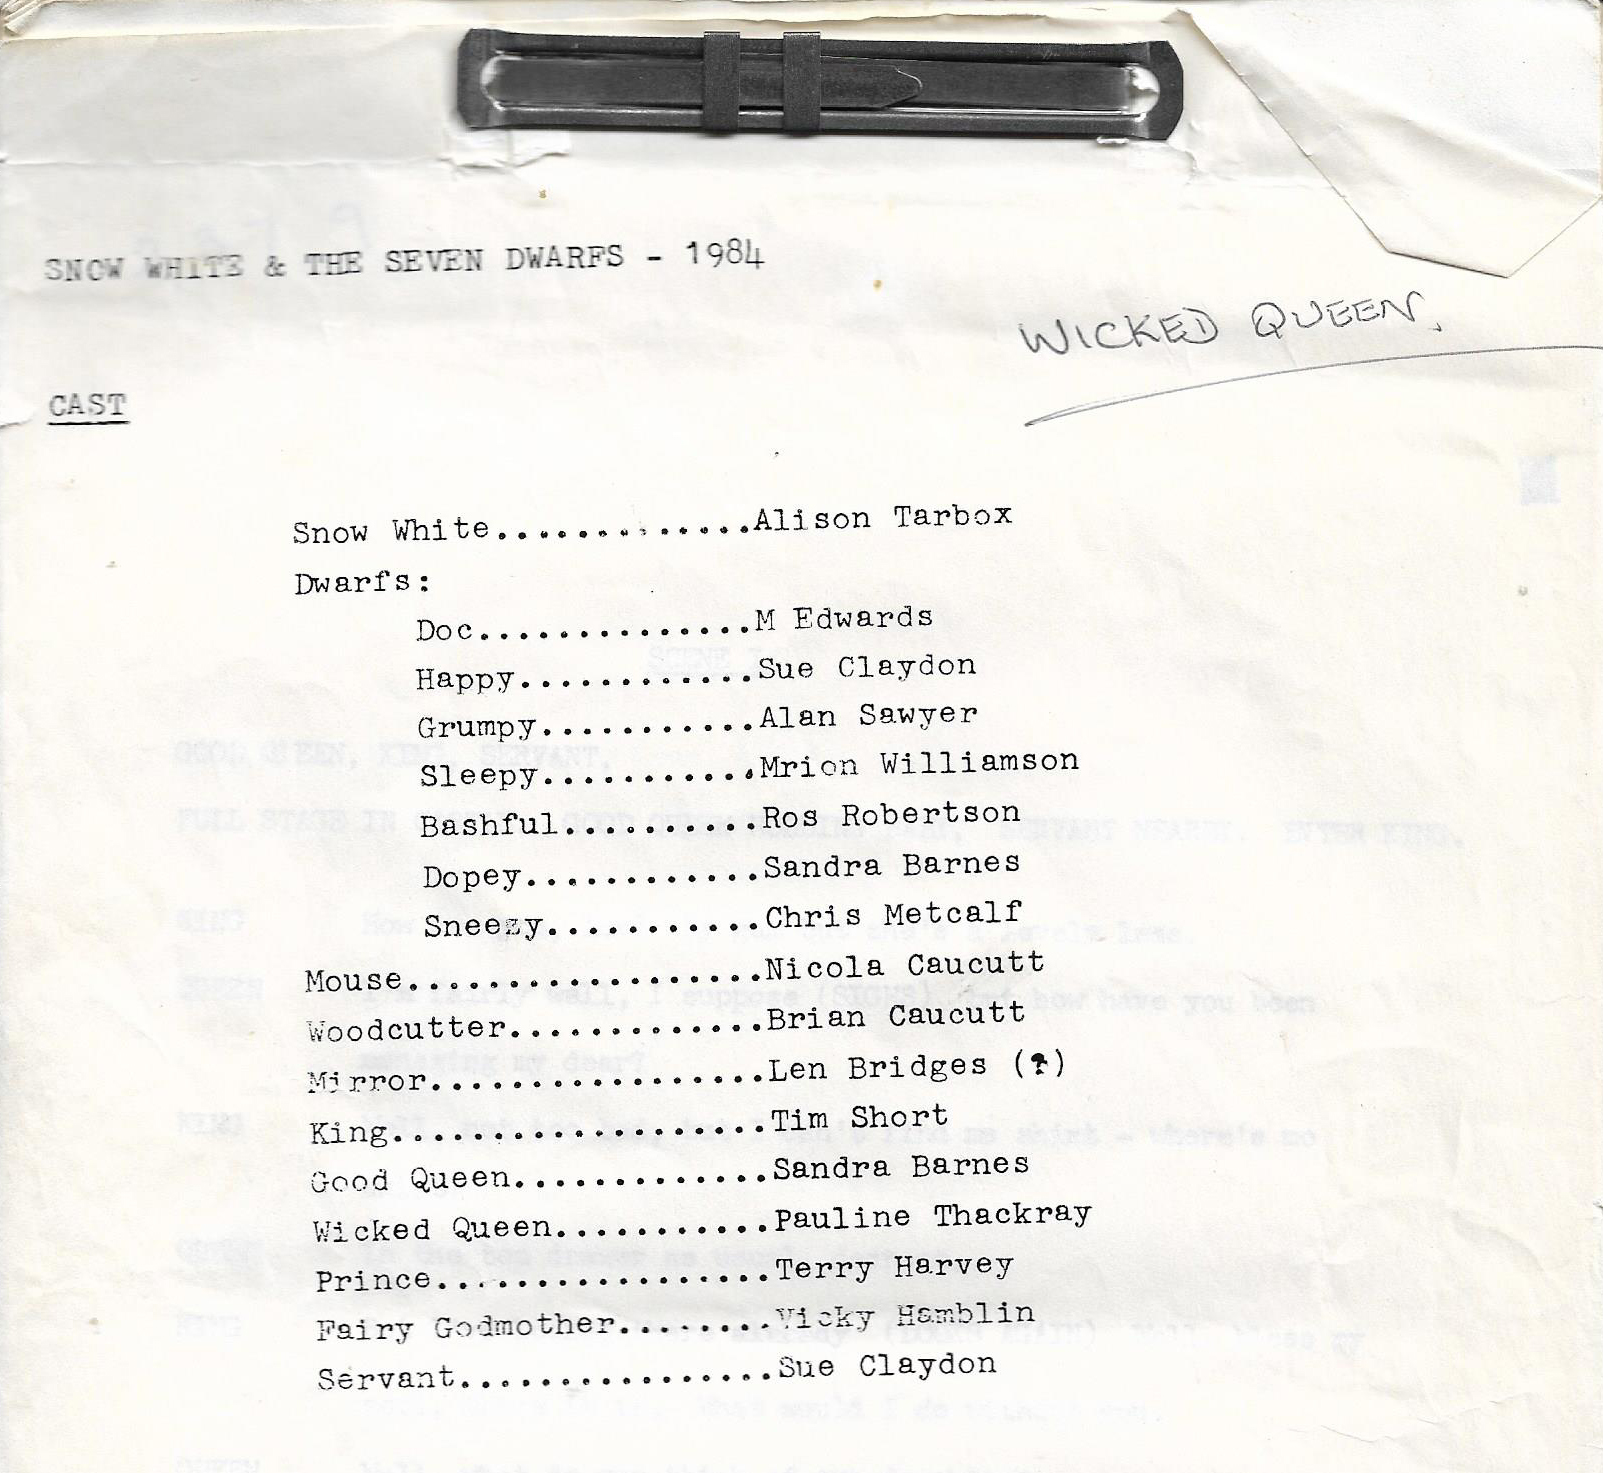 SNOW WHITE & THE SEVEN DWARFS - 1984
WICKED QUEEN.
CAST
Snow White.............Alison Tarbox
Dwarfs:
Doc..............M Edwards
Happy............Sue Claydon
Grumpy...........Alan Sawyer
Sleepy...........Mrion Williamson
Bashful..........Ros Robertson
Dopey............Sandra Barnes
Sneezy...........Chris Metcalf
Mouse..................Nicola Caucutt
Woodcutter.............Brian Caucutt
Mirror.................Len Bridges (?)
King...................Tim Short
Good Queen.............Sandra Barnes
Wicked Queen...........Pauline Thackray
Prince.................Terry Harvey
Fairy Godmother........Vicky Hamblin
Servant................Sue Claydon